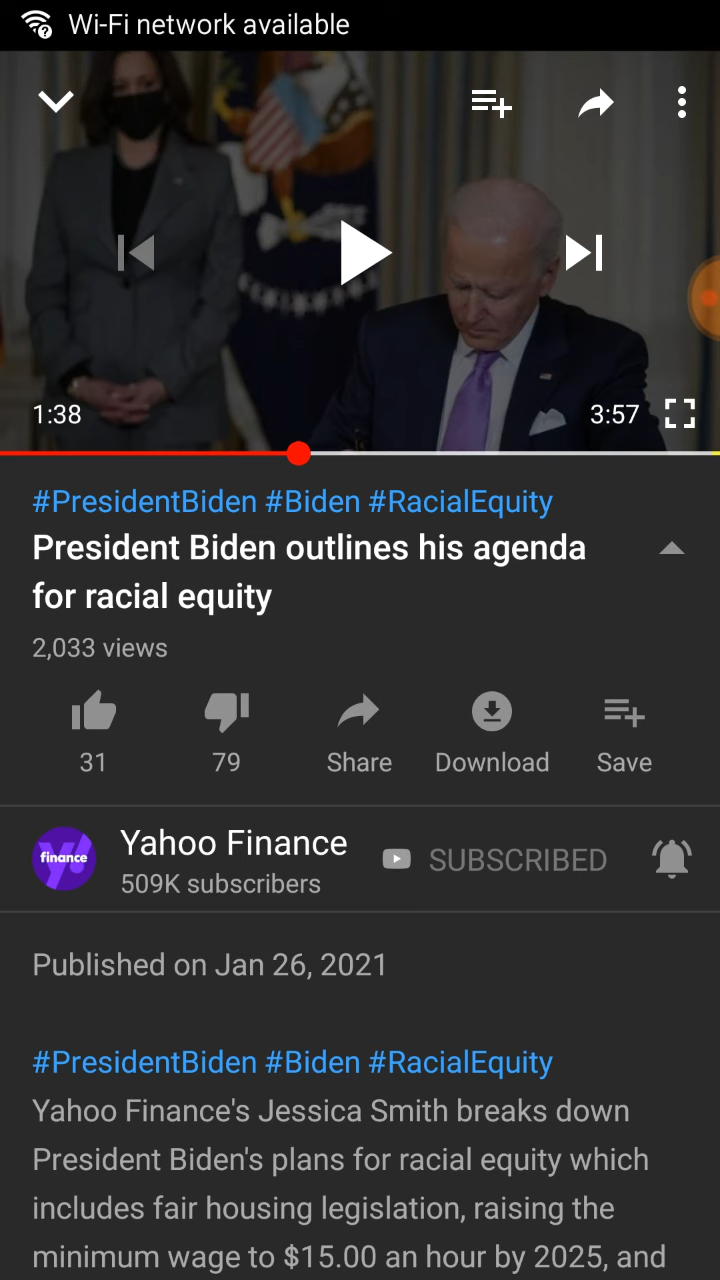 Wi-Fi network available
1:38
3:57
#PresidentBiden #Biden #RacialEquity
President Biden outlines his agenda
for racial equity
2,033 views
31
79
Share
Download
Save
finance
Yahoo Finance
509K subscribers
SUBSCRIBED
Published on Jan 26, 2021
#PresidentBiden #Biden #RacialEquity
Yahoo Finance's Jessica Smith breaks down
President Biden's plans for racial equity which
includes fair housing legislation, raising the
minimum wage to $15.00 an hour by 2025, and